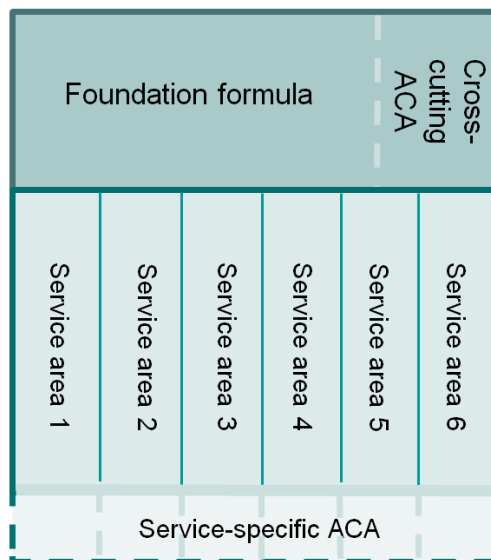 Foundation formula
Cross-
cutting
ACA
Service area 1
Service area 2
Service area 3
Service area 4
Service area 5
Service area 6
Service-specific ACA